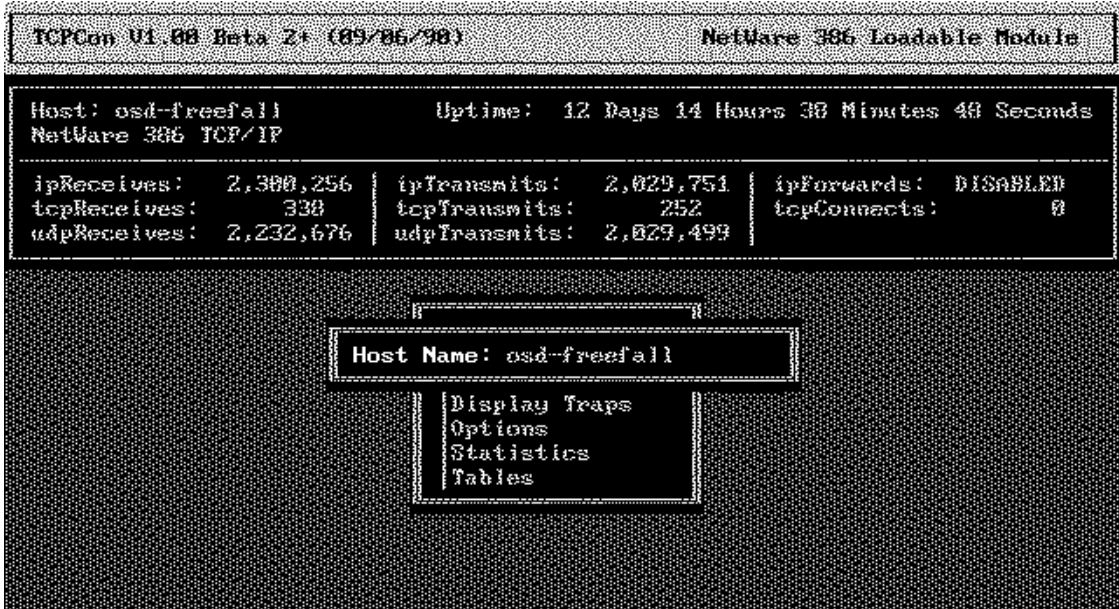 TCPCon V1.00 Beta 2+ (09/06/90) NetWare 386 Loadable Module
Host: osd-freefall Uptime: 12 Days 14 Hours 38 Minutes 48 Seconds
NetWare 386 TCP/IP
ipReceives: 2,300,256 ipTransmits: 2,029,751 ipForwards: DISABLED
tcpReceives: 330 tcpTransmits: 252 tcpConnects: 0
udpReceives: 2,232,676 udpTransmits: 2,029,499
Host Name: osd-freefall
Display Traps
Options
Statistics
Tables